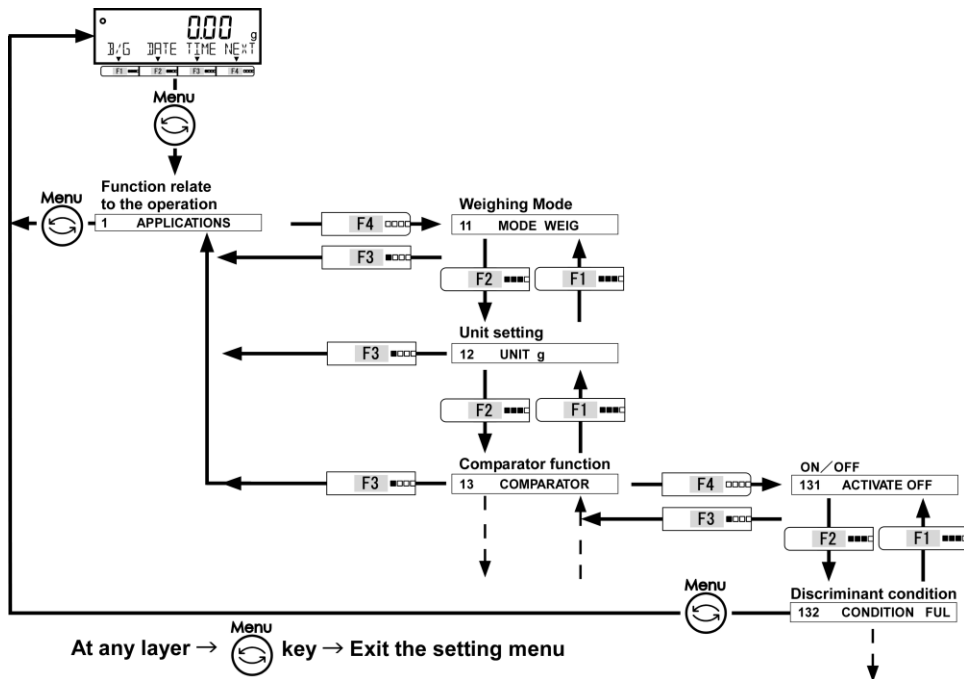 0.00 g
B/G DATE TIME NEXT
F1 F2 F3 F4
Menu
Function relate
to the operation
Menu
1 APPLICATIONS
F4
Weighing Mode
11 MODE WEIG
F3
F2 F1
Unit setting
12 UNIT g
F3
F2 F1
Comparator function
13 COMPARATOR
F3
F4
ON／OFF
131 ACTIVATE OFF
F3
F2 F1
Menu
Discriminant condition
132 CONDITION FUL
At any layer → Menu key → Exit the setting menu